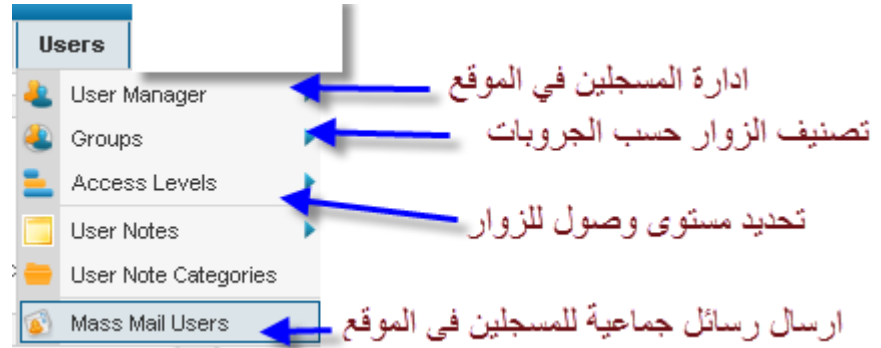 Users
User Manager
ادارة المسجلين في الموقع
Groups
تصنيف الزوار حسب الجروبات
Access Levels
تحديد مستوى وصول للزوار
User Notes
User Note Categories
Mass Mail Users
ارسال رسائل جماعية للمسجلين فى الموقع